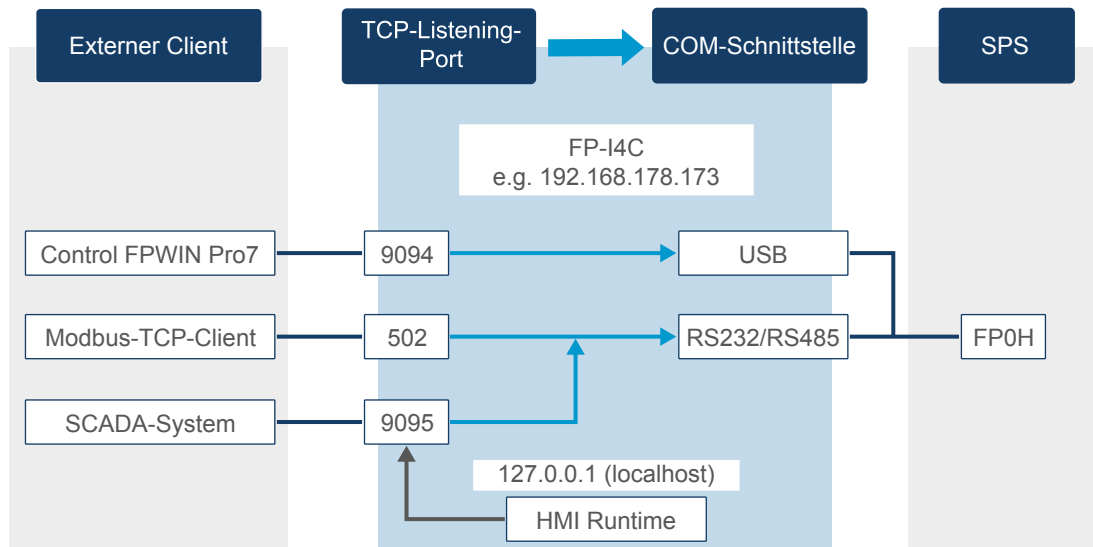 Externer Client
TCP-Listening-
Port
COM-Schnittstelle
SPS
FP-I4C
e.g. 192.168.178.173
Control FPWIN Pro7
9094
USB
Modbus-TCP-Client
502
RS232/RS485
FP0H
SCADA-System
9095
127.0.0.1 (localhost)
HMI Runtime